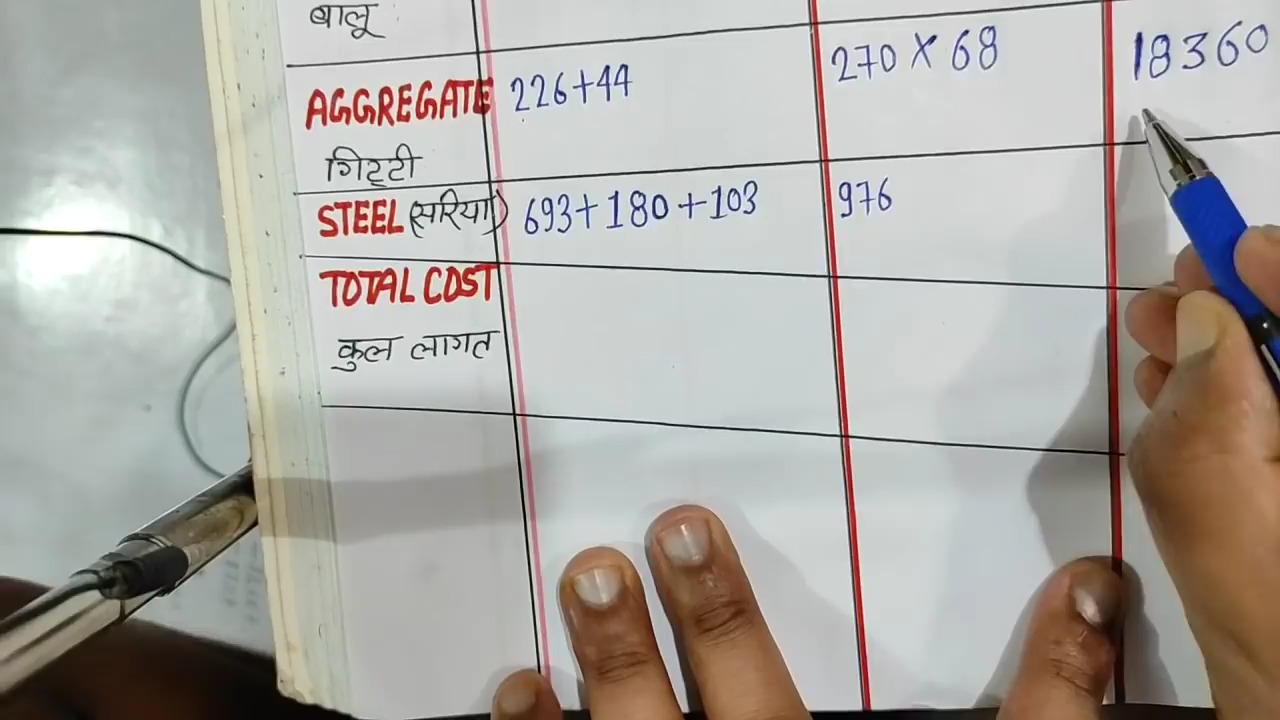 बालू
AGGREGATE 226+44 270 X 68 18360
गिट्टी
STEEL (सरिया) 693+180+103 976
TOTAL COST
कुल लागत